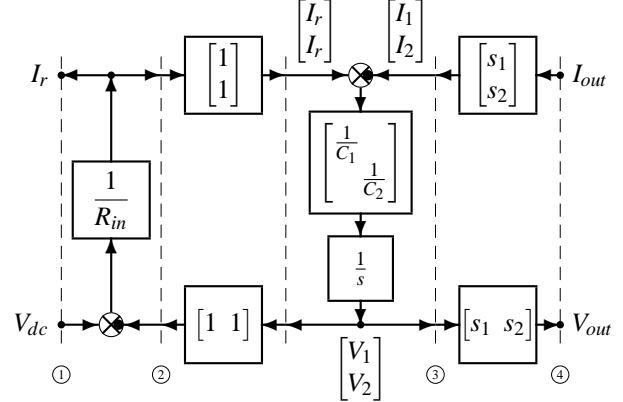 [I_r I_r] [I_1 I_2]
I_r [1 1] [s_1 s_2] I_out
[1/C_1 1/C_2]
1/R_in
1/s
V_dc [1 1] [s_1 s_2] V_out
[V_1 V_2]
① ② ③ ④